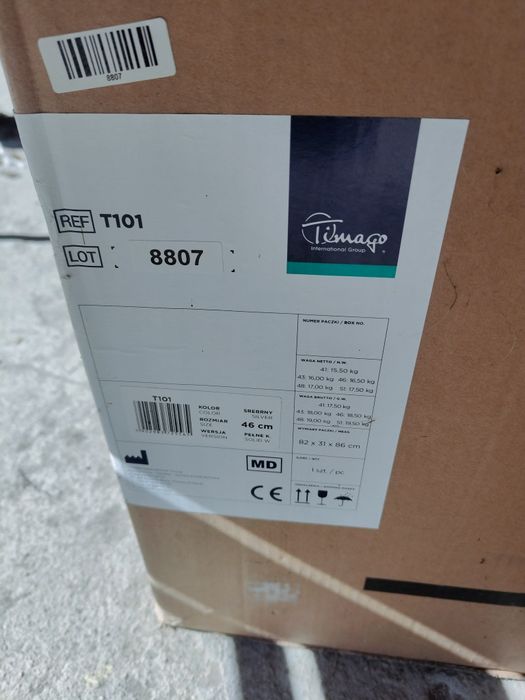 8807
REF T101
LOT 8807
Timago
International Group
NUMER PACZKI / BOX NO.
WAGA NETTO / N.W.
41: 15,50 kg
43: 16,00 kg 46: 16,50 kg
48: 17,00 kg 51: 17,50 kg
WAGA BRUTTO / G.W.
41: 17,50 kg
43: 18,00 kg 46: 18,50 kg
48: 19,00 kg 51: 19,50 kg
WYMIARY PACZKI / MEAS.
82 x 31 x 86 cm
1 szt. / pc
T101
KOLOR SREBRNY
COLOR SILVER
ROZMIAR 46 cm
SIZE
WERSJA PEŁNE K.
VERSION SOLID W.
MD
CE